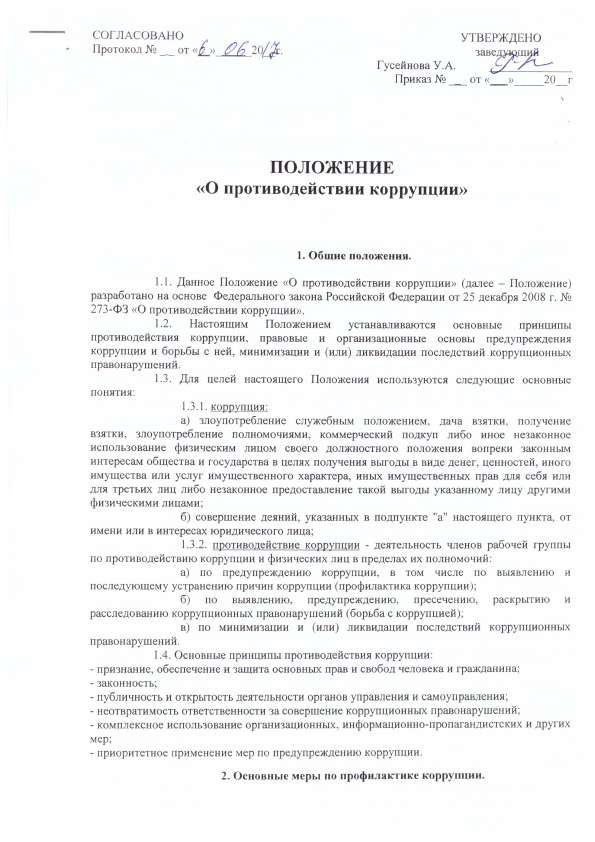 СОГЛАСОВАНО
Протокол № __ от «6» 06 2017г.
УТВЕРЖДЕНО
заведующий
Гусейнова У.А.
Приказ № ___ от «___»_____20__г
ПОЛОЖЕНИЕ
«О противодействии коррупции»
1. Общие положения.
1.1. Данное Положение «О противодействии коррупции» (далее – Положение)
разработано на основе Федерального закона Российской Федерации от 25 декабря 2008 г. №
273-ФЗ «О противодействии коррупции».
1.2. Настоящим Положением устанавливаются основные принципы
противодействия коррупции, правовые и организационные основы предупреждения
коррупции и борьбы с ней, минимизации и (или) ликвидации последствий коррупционных
правонарушений.
1.3. Для целей настоящего Положения используются следующие основные
понятия:
1.3.1. коррупция:
а) злоупотребление служебным положением, дача взятки, получение
взятки, злоупотребление полномочиями, коммерческий подкуп либо иное незаконное
использование физическим лицом своего должностного положения вопреки законным
интересам общества и государства в целях получения выгоды в виде денег, ценностей, иного
имущества или услуг имущественного характера, иных имущественных прав для себя или
для третьих лиц либо незаконное предоставление такой выгоды указанному лицу другими
физическими лицами;
б) совершение деяний, указанных в подпункте "а" настоящего пункта, от
имени или в интересах юридического лица;
1.3.2. противодействие коррупции - деятельность членов рабочей группы
по противодействию коррупции и физических лиц в пределах их полномочий:
а) по предупреждению коррупции, в том числе по выявлению и
последующему устранению причин коррупции (профилактика коррупции);
б) по выявлению, предупреждению, пресечению, раскрытию и
расследованию коррупционных правонарушений (борьба с коррупцией);
в) по минимизации и (или) ликвидации последствий коррупционных
правонарушений.
1.4. Основные принципы противодействия коррупции:
- признание, обеспечение и защита основных прав и свобод человека и гражданина;
- законность;
- публичность и открытость деятельности органов управления и самоуправления;
- неотвратимость ответственности за совершение коррупционных правонарушений;
- комплексное использование организационных, информационно-пропагандистских и других
мер;
- приоритетное применение мер по предупреждению коррупции.
2. Основные меры по профилактике коррупции.